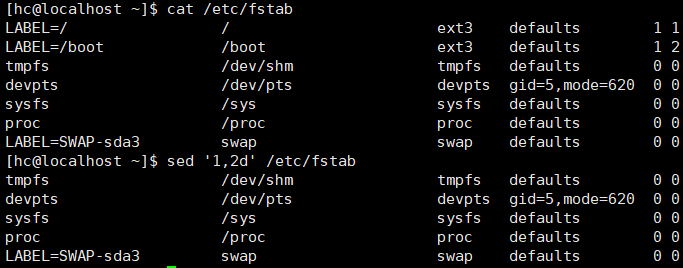 [hc@localhost ~]$ cat /etc/fstab
LABEL=/                 /                       ext3    defaults        1 1
LABEL=/boot             /boot                   ext3    defaults        1 2
tmpfs                   /dev/shm                tmpfs   defaults        0 0
devpts                  /dev/pts                devpts  gid=5,mode=620  0 0
sysfs                   /sys                    sysfs   defaults        0 0
proc                    /proc                   proc    defaults        0 0
LABEL=SWAP-sda3         swap                    swap    defaults        0 0
[hc@localhost ~]$ sed '1,2d' /etc/fstab
tmpfs                   /dev/shm                tmpfs   defaults        0 0
devpts                  /dev/pts                devpts  gid=5,mode=620  0 0
sysfs                   /sys                    sysfs   defaults        0 0
proc                    /proc                   proc    defaults        0 0
LABEL=SWAP-sda3         swap                    swap    defaults        0 0